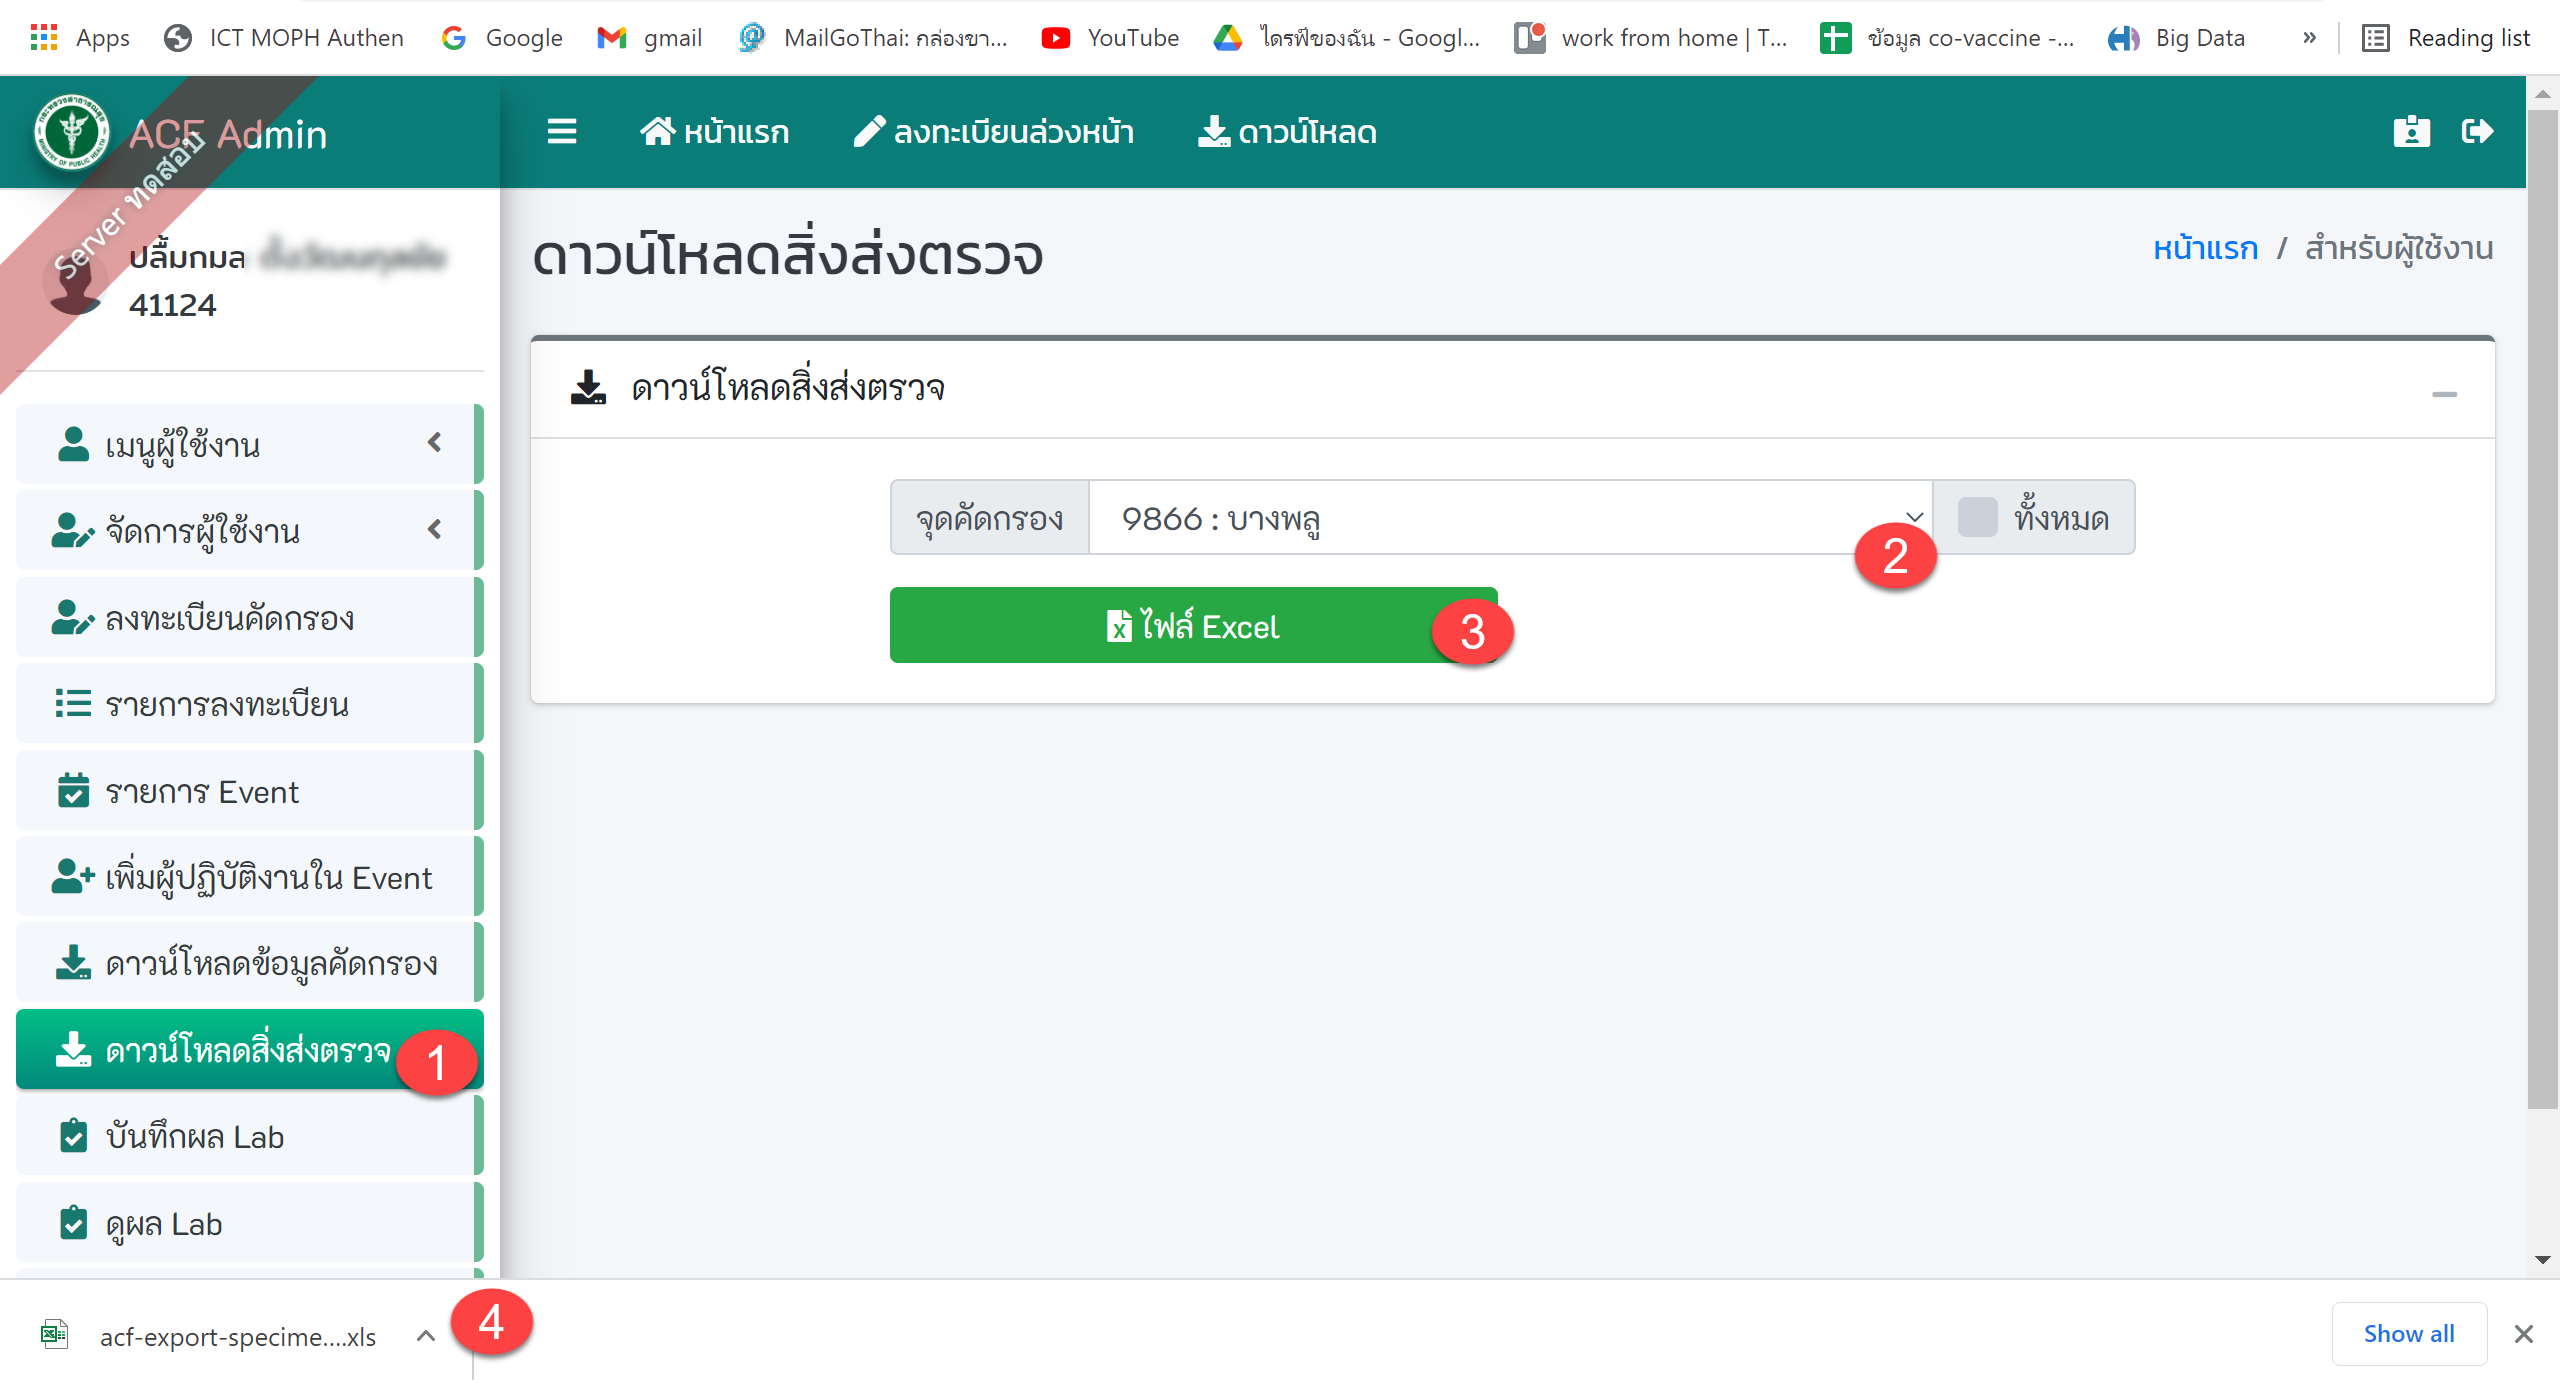 Apps ICT MOPH Authen Google gmail MailGoThai: กล่องขา... YouTube ไดรฟ์ของฉัน - Googl... work from home | T... ข้อมูล co-vaccine -... Big Data » Reading list
ACF Admin
หน้าแรก ลงทะเบียนล่วงหน้า ดาวน์โหลด
Server ทดสอบ
ปลื้มกมล
41124
ดาวน์โหลดสิ่งส่งตรวจ
หน้าแรก / สำหรับผู้ใช้งาน
ดาวน์โหลดสิ่งส่งตรวจ
จุดคัดกรอง 9866 : บางพลู ทั้งหมด
2
ไฟล์ Excel 3
เมนูผู้ใช้งาน
จัดการผู้ใช้งาน
ลงทะเบียนคัดกรอง
รายการลงทะเบียน
รายการ Event
เพิ่มผู้ปฏิบัติงานใน Event
ดาวน์โหลดข้อมูลคัดกรอง
ดาวน์โหลดสิ่งส่งตรวจ 1
บันทึกผล Lab
ดูผล Lab
acf-export-specime....xls 4
Show all